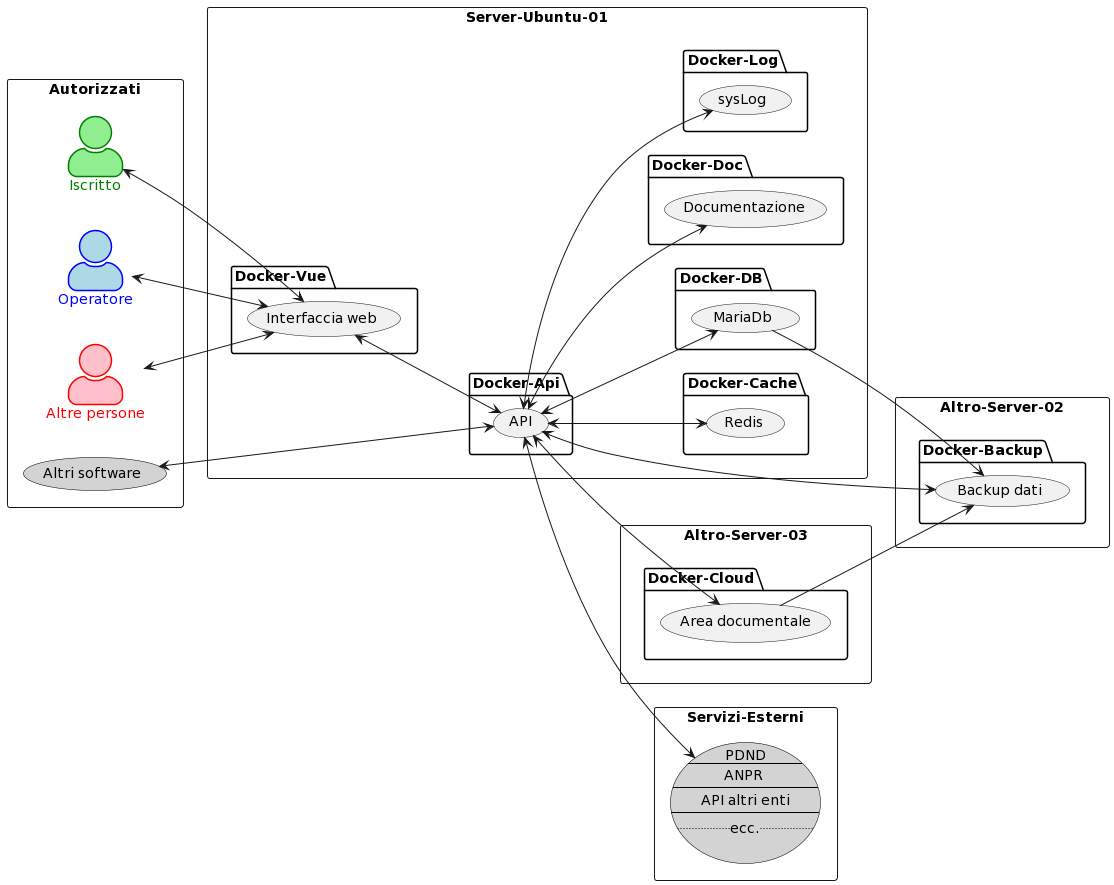 Server-Ubuntu-01
Docker-Log
sysLog
Autorizzati
Iscritto
Docker-Doc
Documentazione
Operatore
Docker-Vue
Interfaccia web
Docker-DB
MariaDb
Altre persone
Docker-Api
API
Docker-Cache
Redis
Altri software
Altro-Server-02
Docker-Backup
Backup dati
Altro-Server-03
Docker-Cloud
Area documentale
Servizi-Esterni
PDND
ANPR
API altri enti
ecc.